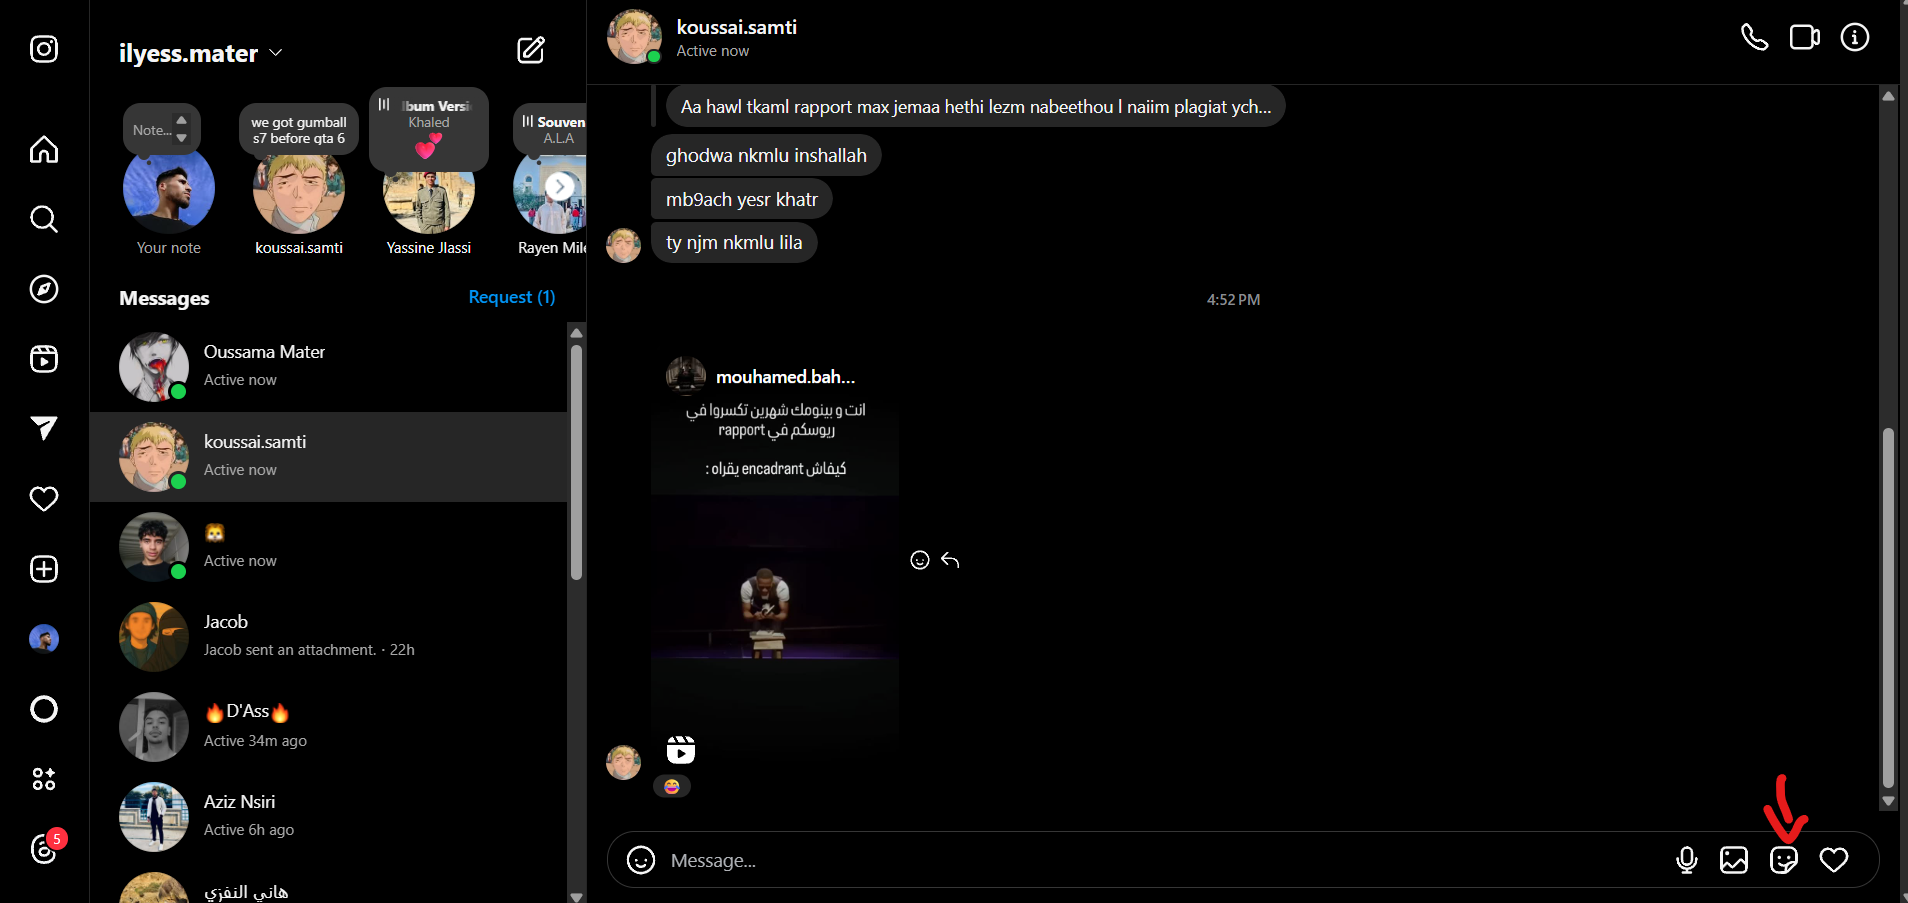 ilyess.mater
Note...
we got gumball
s7 before gta 6
lbum Versi
Khaled
Souven
A.L.A
Your note
koussai.samti
Yassine Jlassi
Rayen Mile
Messages
Request (1)
Oussama Mater
Active now
koussai.samti
Active now
Active now
Jacob
Jacob sent an attachment. · 22h
🔥D'Ass🔥
Active 34m ago
Aziz Nsiri
Active 6h ago
هاني النفزي
5
koussai.samti
Active now
Aa hawl tkaml rapport max jemaa hethi lezm nabeethou l naiim plagiat ych...
ghodwa nkmlu inshallah
mb9ach yesr khatr
ty njm nkmlu lila
4:52 PM
mouhamed.bah...
انت و بينومك شهرين تكسروا في
ريوسكم في rapport
كيفاش encadrant يقراه :
Message...